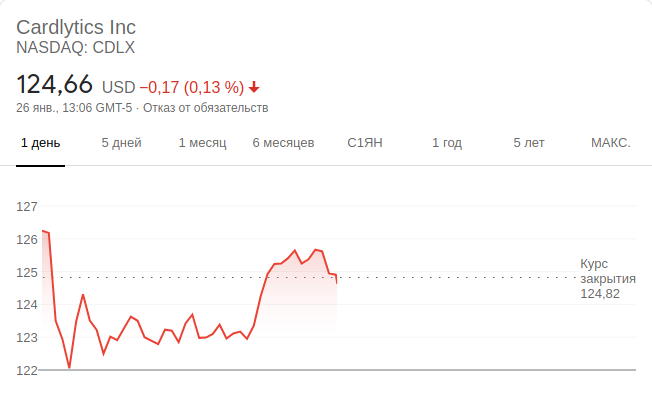 Cardlytics Inc
NASDAQ: CDLX
124,66 USD −0,17 (0,13 %)
26 янв., 13:06 GMT-5 · Отказ от обязательств
1 день 5 дней 1 месяц 6 месяцев С1ЯН 1 год 5 лет МАКС.
127
126
125
124
123
122
Курс
закрытия
124,82